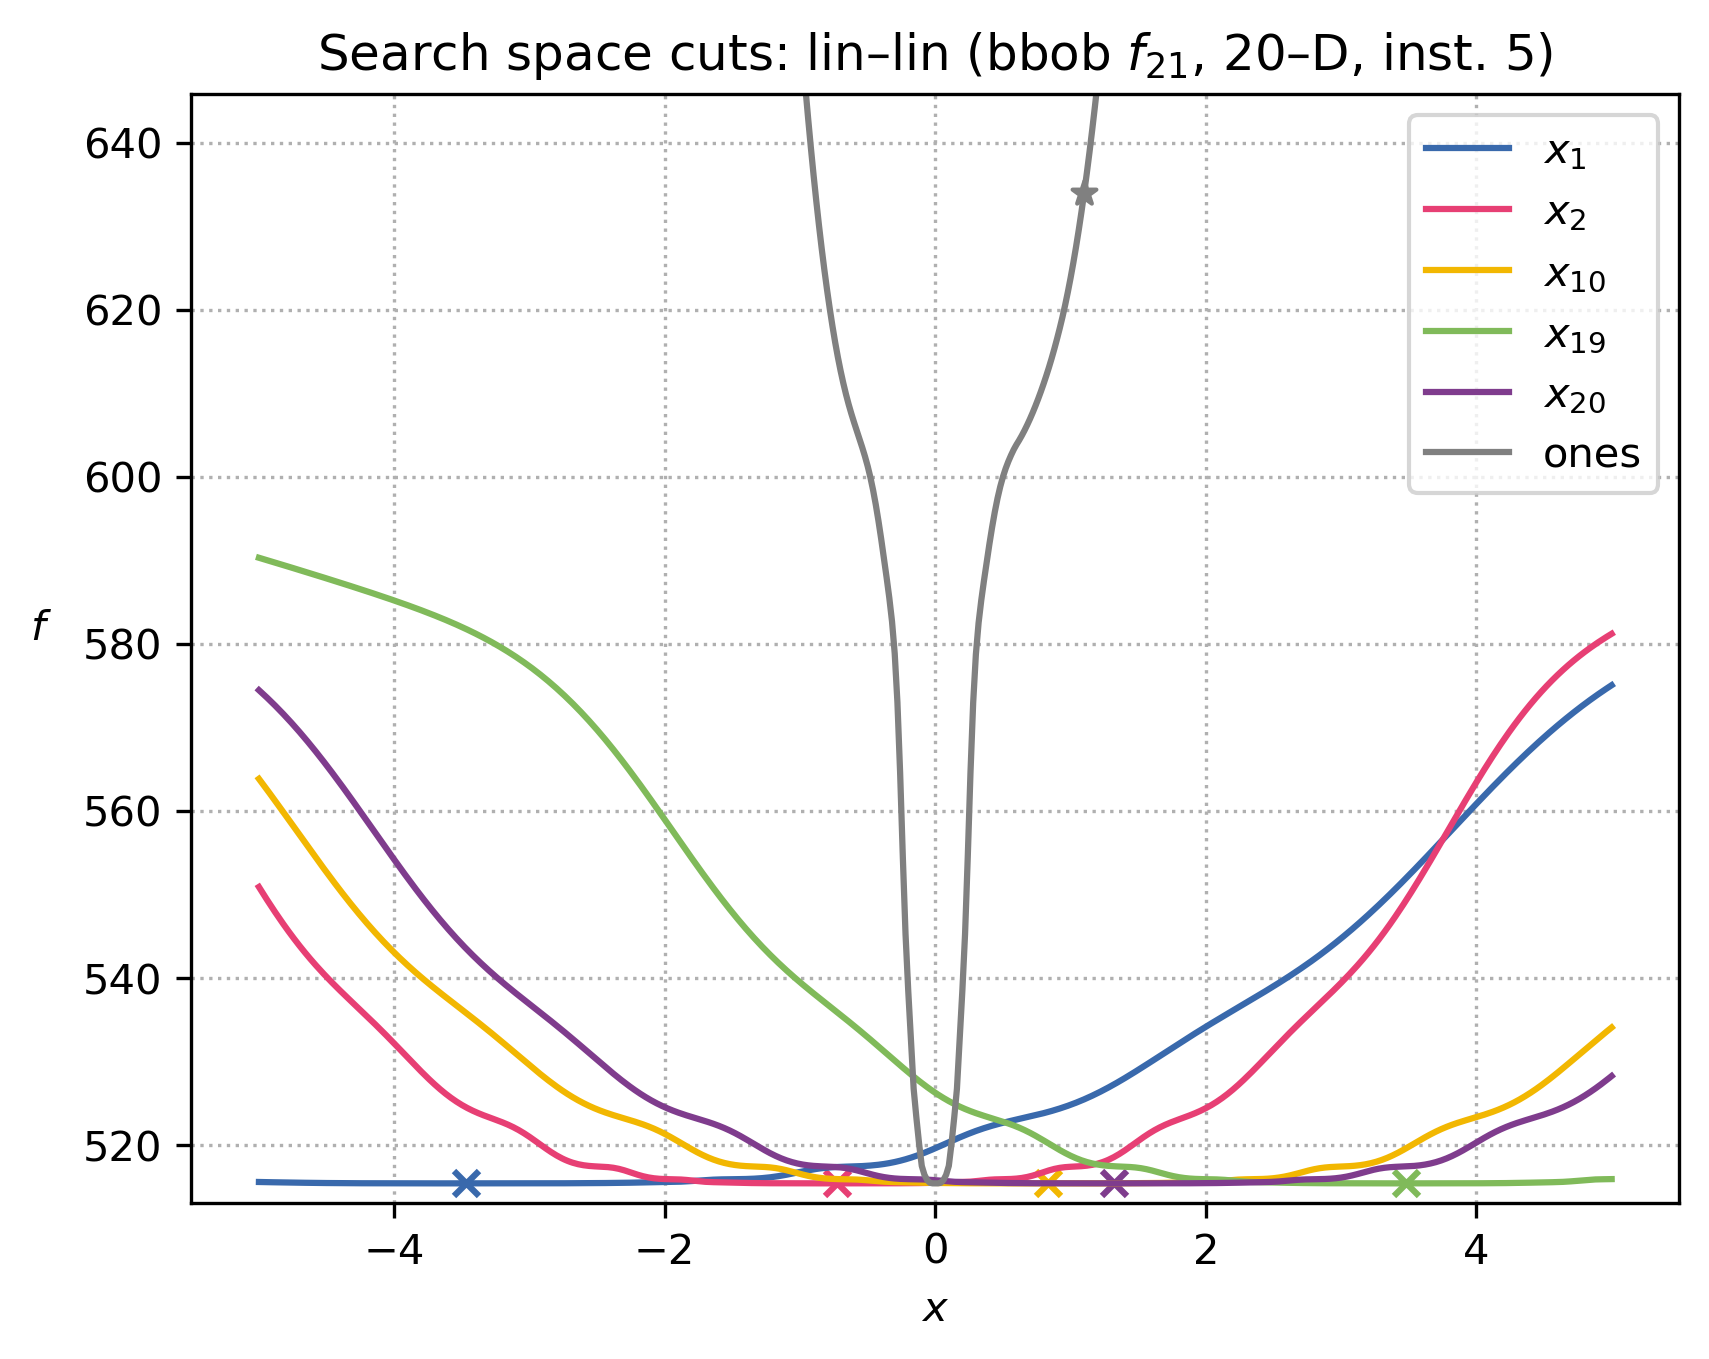 Search space cuts: lin–lin (bbob f₂₁, 20–D, inst. 5)
640
620
600
580
560
540
520
f
x₁
x₂
x₁₀
x₁₉
x₂₀
ones
−4
−2
0
2
4
x